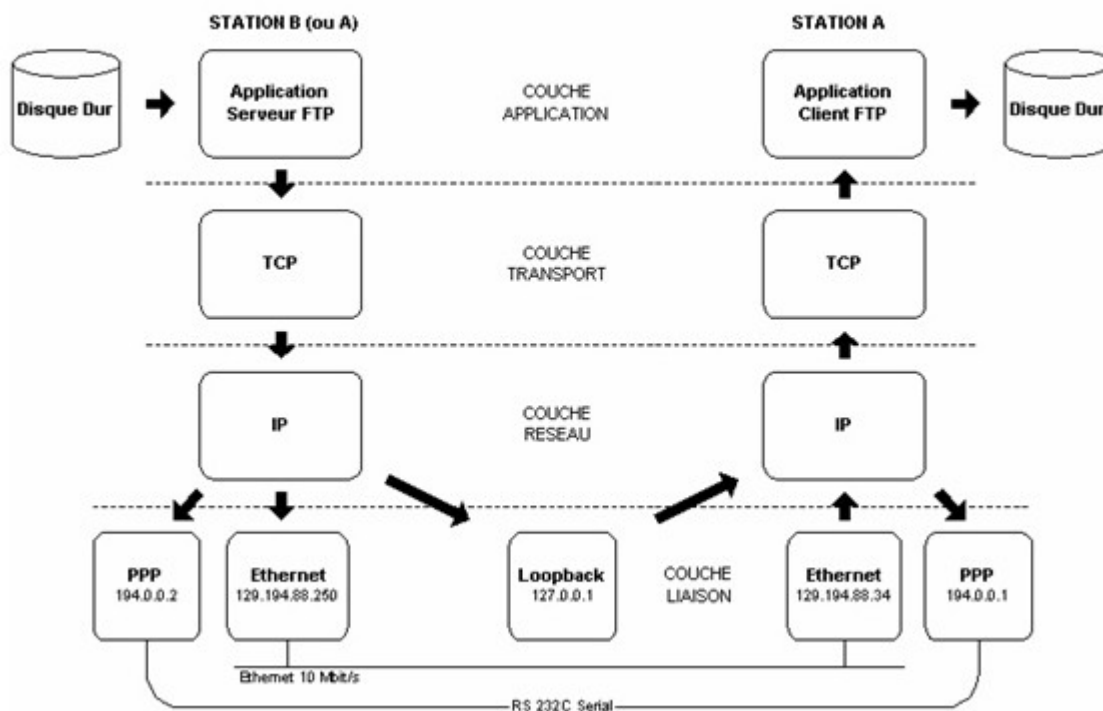 STATION B (ou A)
STATION A
Disque Dur
Application
Serveur FTP
COUCHE
APPLICATION
Application
Client FTP
Disque Dur
TCP
COUCHE
TRANSPORT
TCP
IP
COUCHE
RESEAU
IP
PPP
194.0.0.2
Ethernet
129.194.88.250
Loopback
127.0.0.1
COUCHE
LIAISON
Ethernet
129.194.88.34
PPP
194.0.0.1
Ethernet 10 Mbit/s
RS 232C Serial